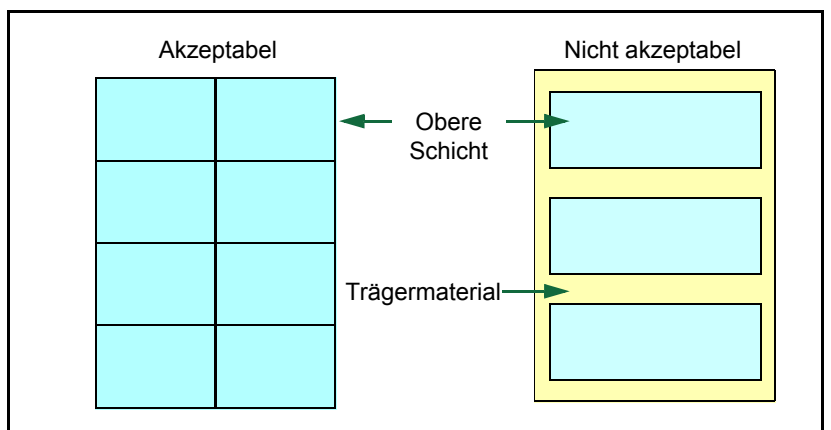 Akzeptabel
Nicht akzeptabel
Obere
Schicht
Trägermaterial